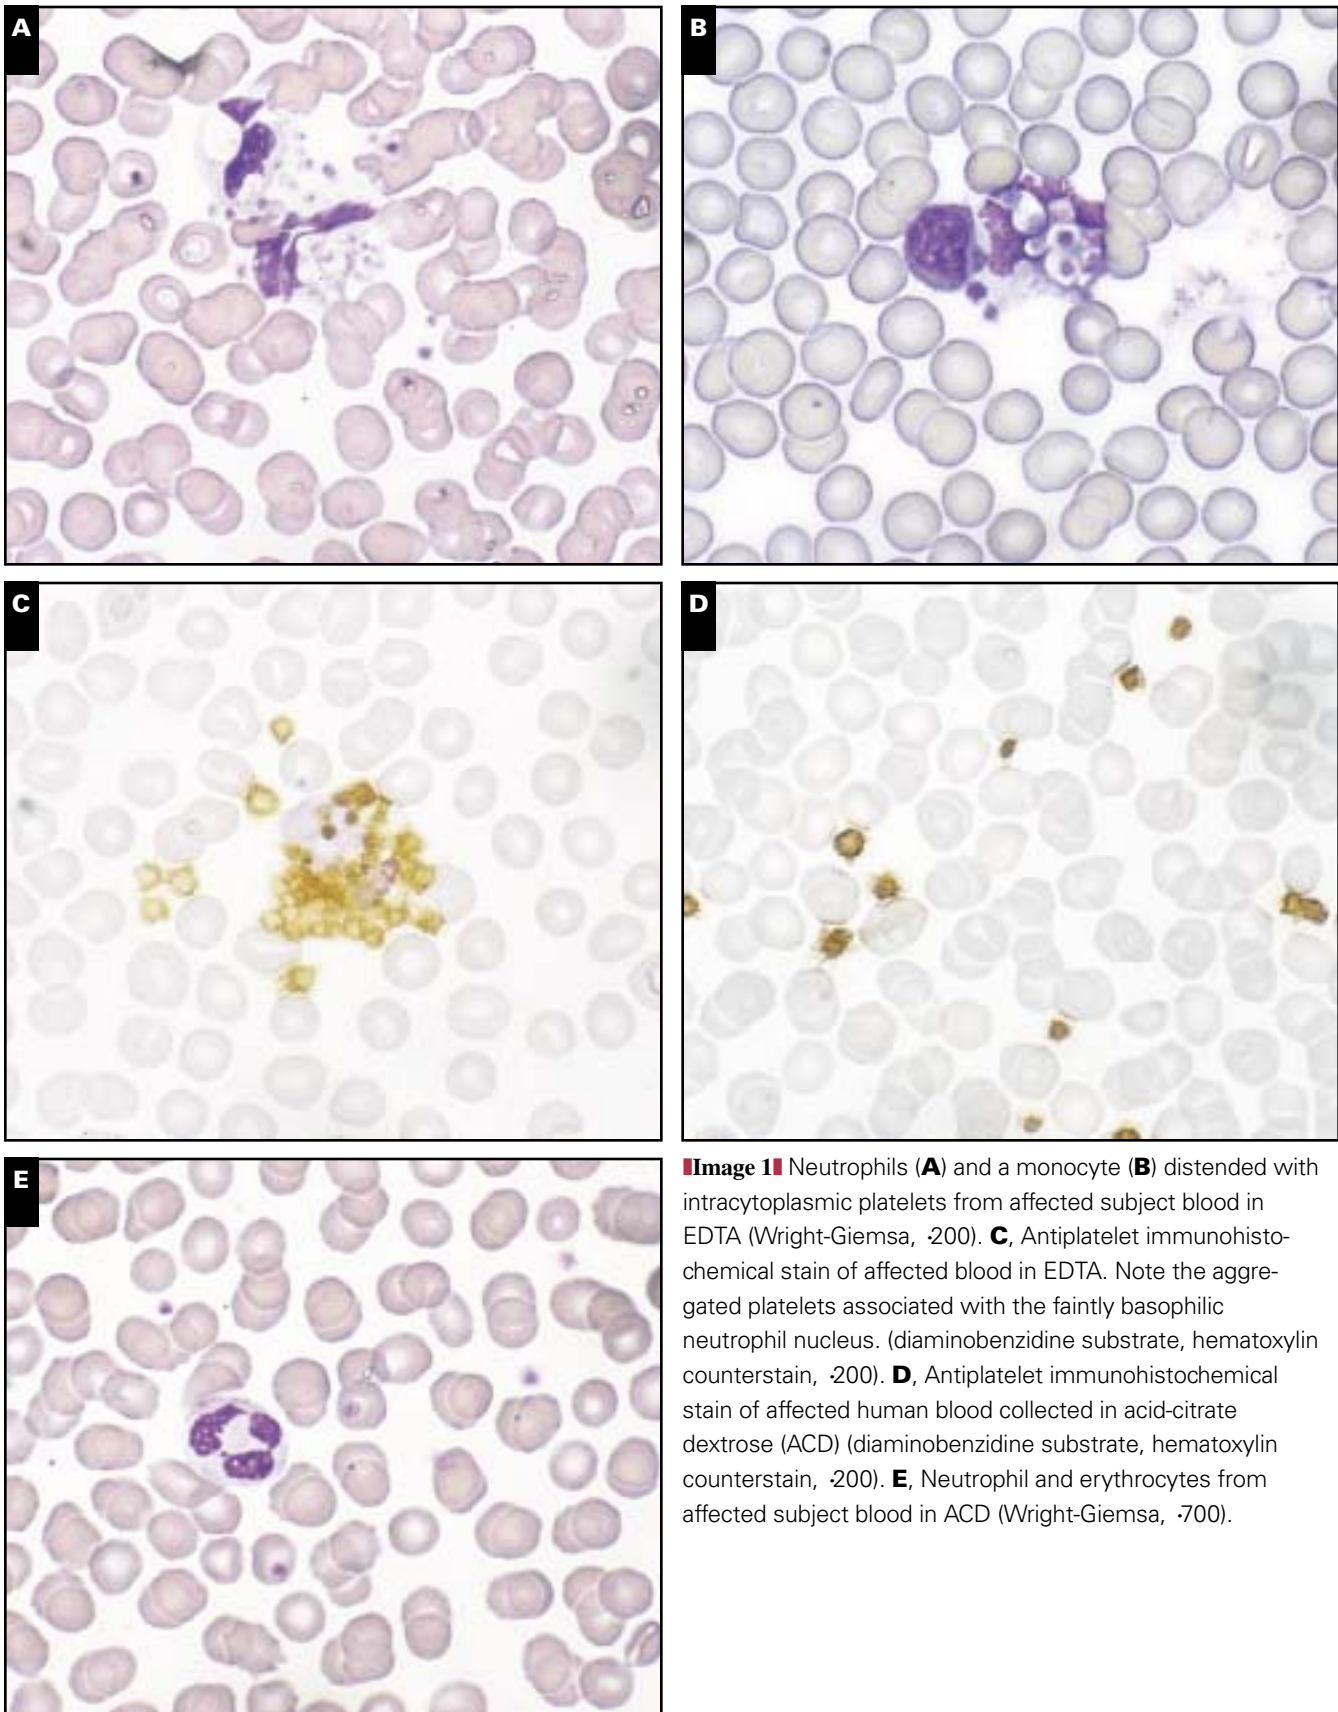 A
B
C
D
E
Image 1 Neutrophils (A) and a monocyte (B) distended with
intracytoplasmic platelets from affected subject blood in
EDTA (Wright-Giemsa, ·200). C, Antiplatelet immunohisto-
chemical stain of affected blood in EDTA. Note the aggre-
gated platelets associated with the faintly basophilic
neutrophil nucleus. (diaminobenzidine substrate, hematoxylin
counterstain, ·200). D, Antiplatelet immunohistochemical
stain of affected human blood collected in acid-citrate
dextrose (ACD) (diaminobenzidine substrate, hematoxylin
counterstain, ·200). E, Neutrophil and erythrocytes from
affected subject blood in ACD (Wright-Giemsa, ·700).